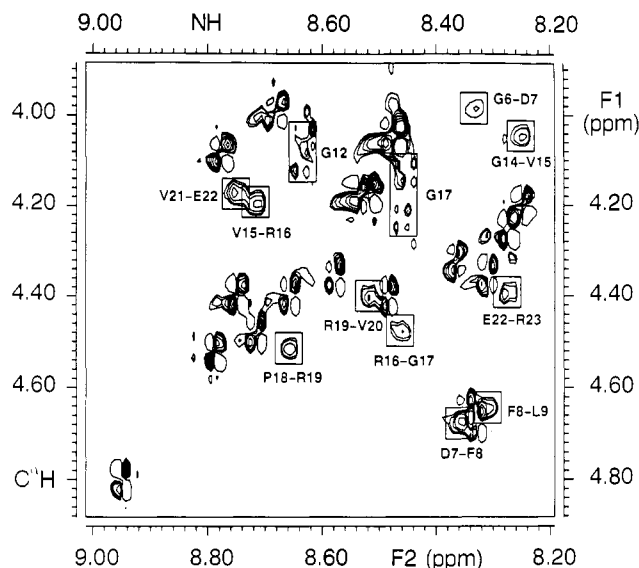 9.00 NH 8.80 8.60 8.40 8.20
4.00 G6-D7 F1
(ppm)
G12 G14-V15
V21-E22 G17
4.20 4.20
V15-R16
4.40 R19-V20 E22-R23 4.40
P18-R19 R16-G17
4.60 F8-L9 4.60
D7-F8
CᵅH 4.80
9.00 8.80 8.60 F2 (ppm) 8.20